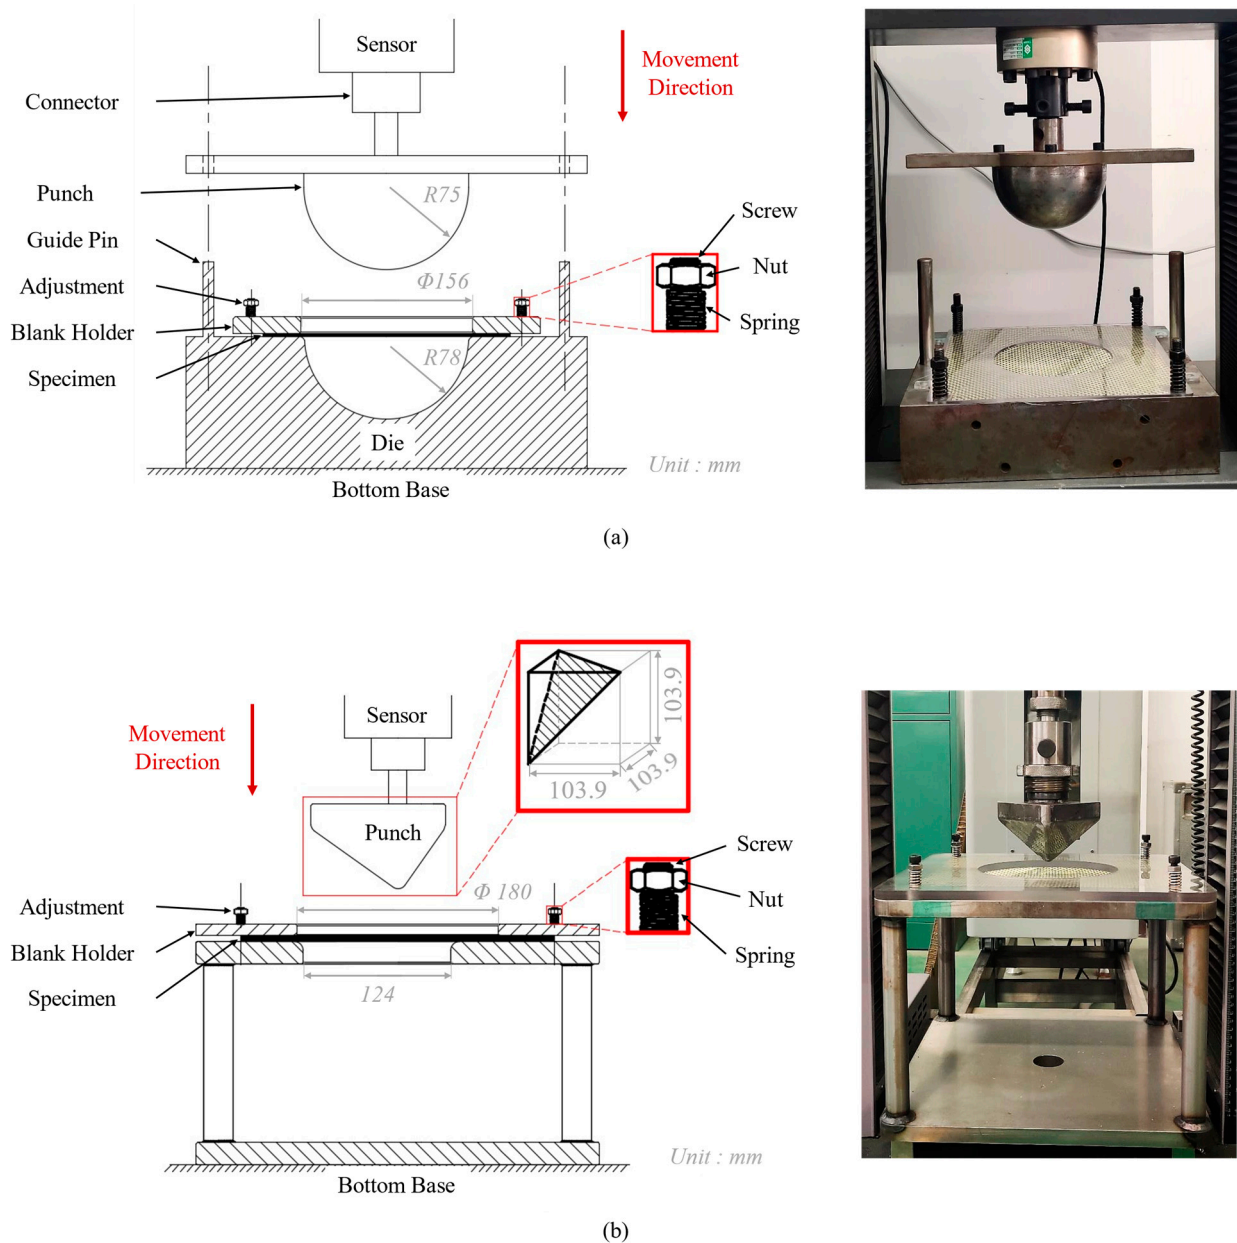 Sensor
Movement
Direction
Connector
Punch
R75
Screw
Guide Pin
Nut
Adjustment
Φ156
Spring
Blank Holder
R78
Specimen
Die
Unit : mm
Bottom Base
(a)
103.9
103.9
103.9
Movement
Direction
Sensor
Punch
Screw
Φ 180
Nut
Adjustment
Blank Holder
Spring
Specimen
124
Unit : mm
Bottom Base
(b)